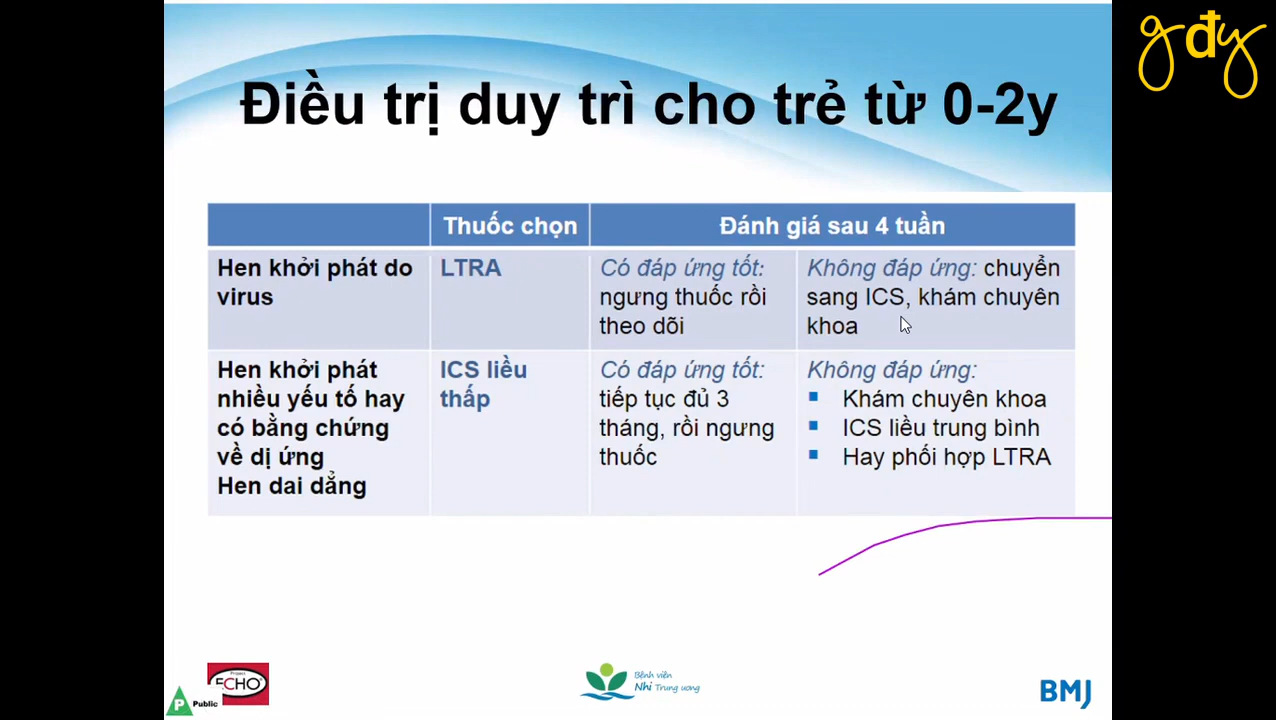 gđy
Điều trị duy trì cho trẻ từ 0-2y
Thuốc chọn
Đánh giá sau 4 tuần
Hen khởi phát do
virus
LTRA
Có đáp ứng tốt:
ngưng thuốc rồi
theo dõi
Không đáp ứng: chuyển
sang ICS, khám chuyên
khoa
Hen khởi phát
nhiều yếu tố hay
có bằng chứng
về dị ứng
Hen dai dẳng
ICS liều
thấp
Có đáp ứng tốt:
tiếp tục đủ 3
tháng, rồi ngưng
thuốc
Không đáp ứng:
Khám chuyên khoa
ICS liều trung bình
Hay phối hợp LTRA
Project
ECHO
P
Public
Bệnh viện
Nhi Trung ương
BMJ